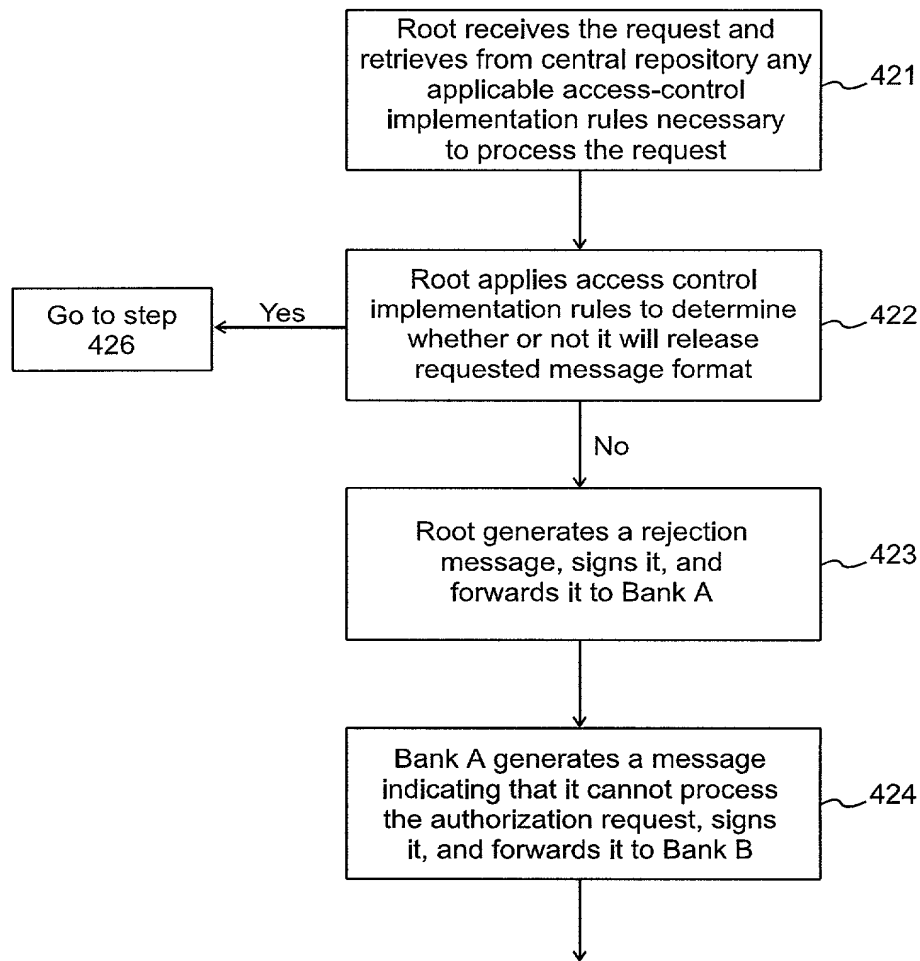 Root receives the request and
retrieves from central repository any
applicable access-control
implementation rules necessary
to process the request
421
Root applies access control
implementation rules to determine
whether or not it will release
requested message format
422
Yes
Go to step
426
No
Root generates a rejection
message, signs it, and
forwards it to Bank A
423
Bank A generates a message
indicating that it cannot process
the authorization request, signs
it, and forwards it to Bank B
424